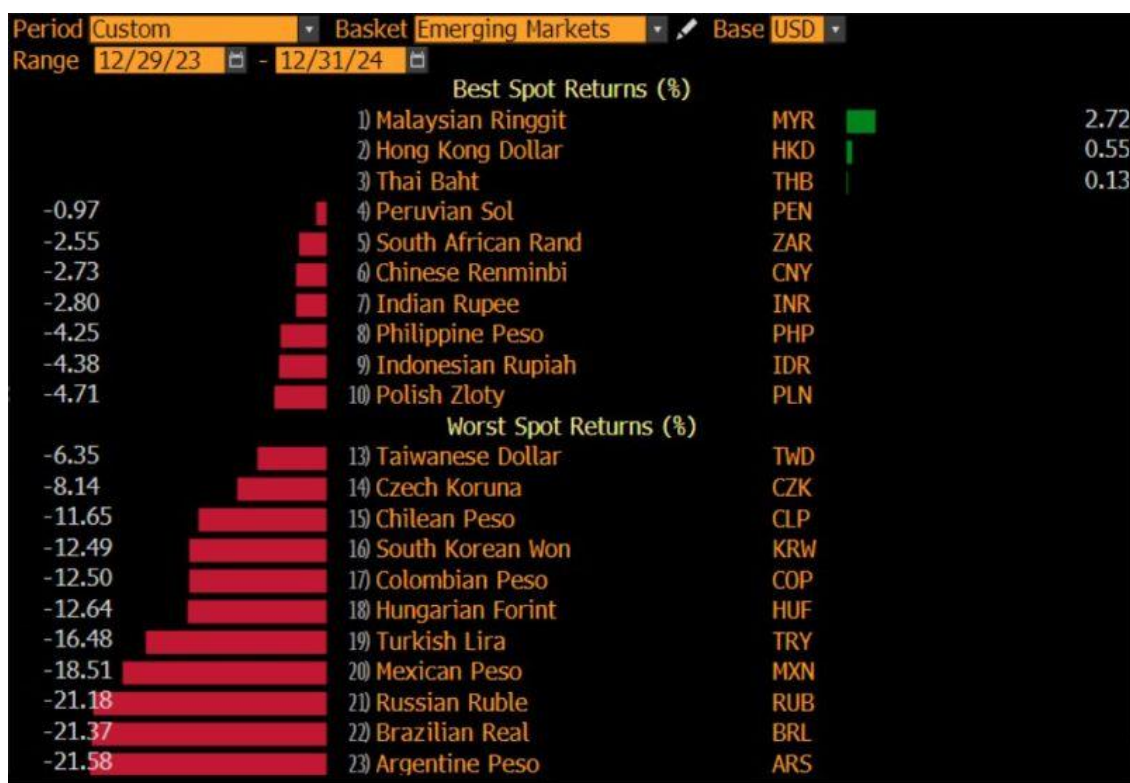 Period Custom Basket Emerging Markets Base USD
Range 12/29/23 - 12/31/24
Best Spot Returns (%)
1) Malaysian Ringgit MYR 2.72
2) Hong Kong Dollar HKD 0.55
3) Thai Baht THB 0.13
-0.97 4) Peruvian Sol PEN
-2.55 5) South African Rand ZAR
-2.73 6) Chinese Renminbi CNY
-2.80 7) Indian Rupee INR
-4.25 8) Philippine Peso PHP
-4.38 9) Indonesian Rupiah IDR
-4.71 10) Polish Zloty PLN
Worst Spot Returns (%)
-6.35 13) Taiwanese Dollar TWD
-8.14 14) Czech Koruna CZK
-11.65 15) Chilean Peso CLP
-12.49 16) South Korean Won KRW
-12.50 17) Colombian Peso COP
-12.64 18) Hungarian Forint HUF
-16.48 19) Turkish Lira TRY
-18.51 20) Mexican Peso MXN
-21.18 21) Russian Ruble RUB
-21.37 22) Brazilian Real BRL
-21.58 23) Argentine Peso ARS